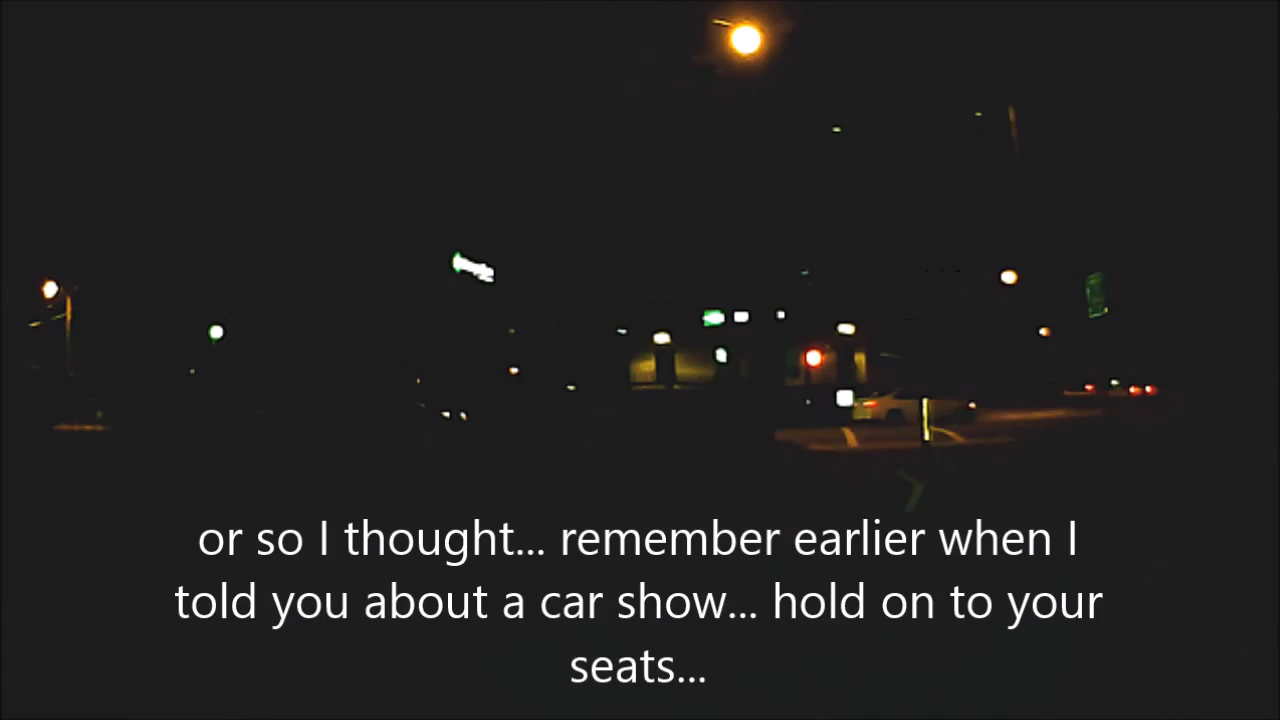 or so I thought... remember earlier when I
told you about a car show... hold on to your
seats...